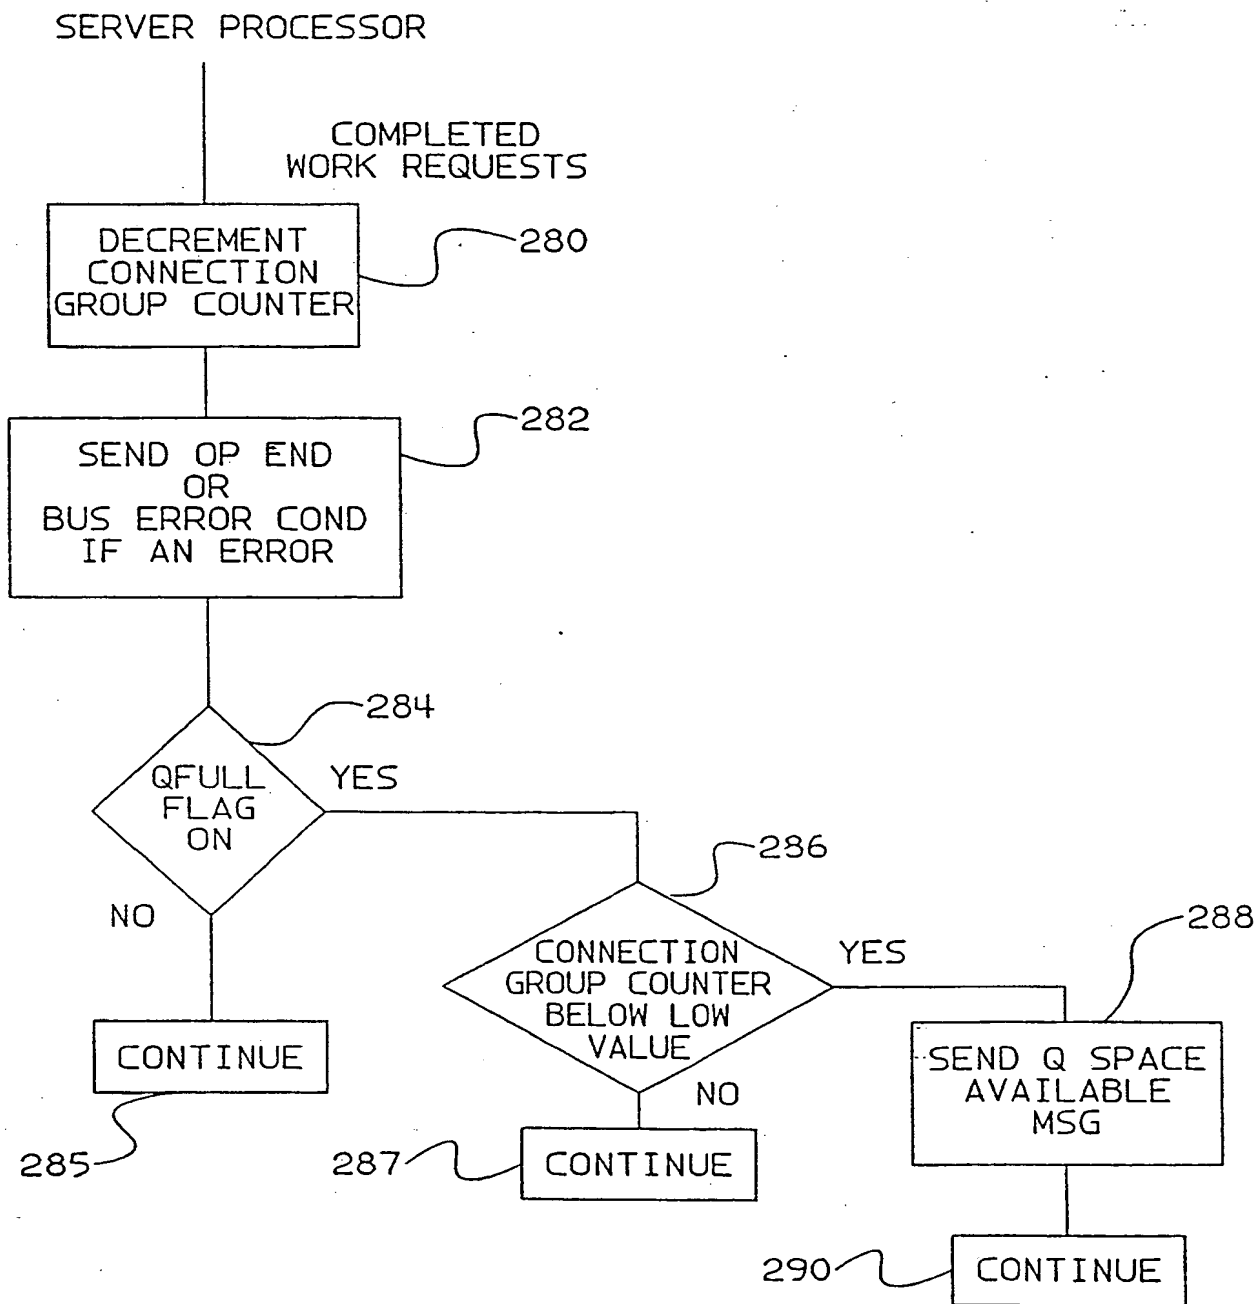 SERVER PROCESSOR
COMPLETED
WORK REQUESTS
DECREMENT
CONNECTION
GROUP COUNTER
280
SEND OP END
OR
BUS ERROR COND
IF AN ERROR
282
284
QFULL
FLAG
ON
YES
NO
286
CONNECTION
GROUP COUNTER
BELOW LOW
VALUE
YES
NO
288
CONTINUE
285
SEND Q SPACE
AVAILABLE
MSG
287
CONTINUE
290
CONTINUE